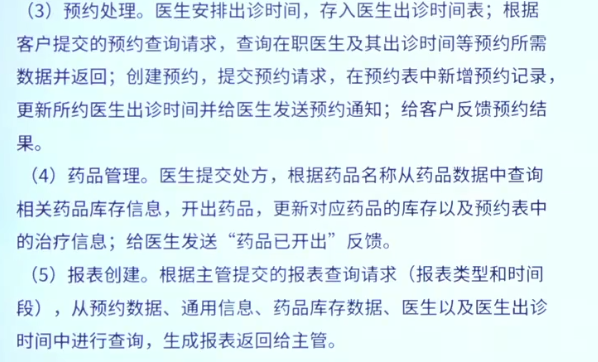 （3）预约处理。医生安排出诊时间，存入医生出诊时间表；根据
客户提交的预约查询请求，查询在职医生及其出诊时间等预约所需
数据并返回；创建预约，提交预约请求，在预约表中新增预约记录，
更新所约医生出诊时间并给医生发送预约通知；给客户反馈预约结
果。
（4）药品管理。医生提交处方，根据药品名称从药品数据中查询
相关药品库存信息，开出药品，更新对应药品的库存以及预约表中
的治疗信息；给医生发送“药品已开出”反馈。
（5）报表创建。根据主管提交的报表查询请求（报表类型和时间
段），从预约数据、通用信息、药品库存数据、医生以及医生出诊
时间中进行查询，生成报表返回给主管。